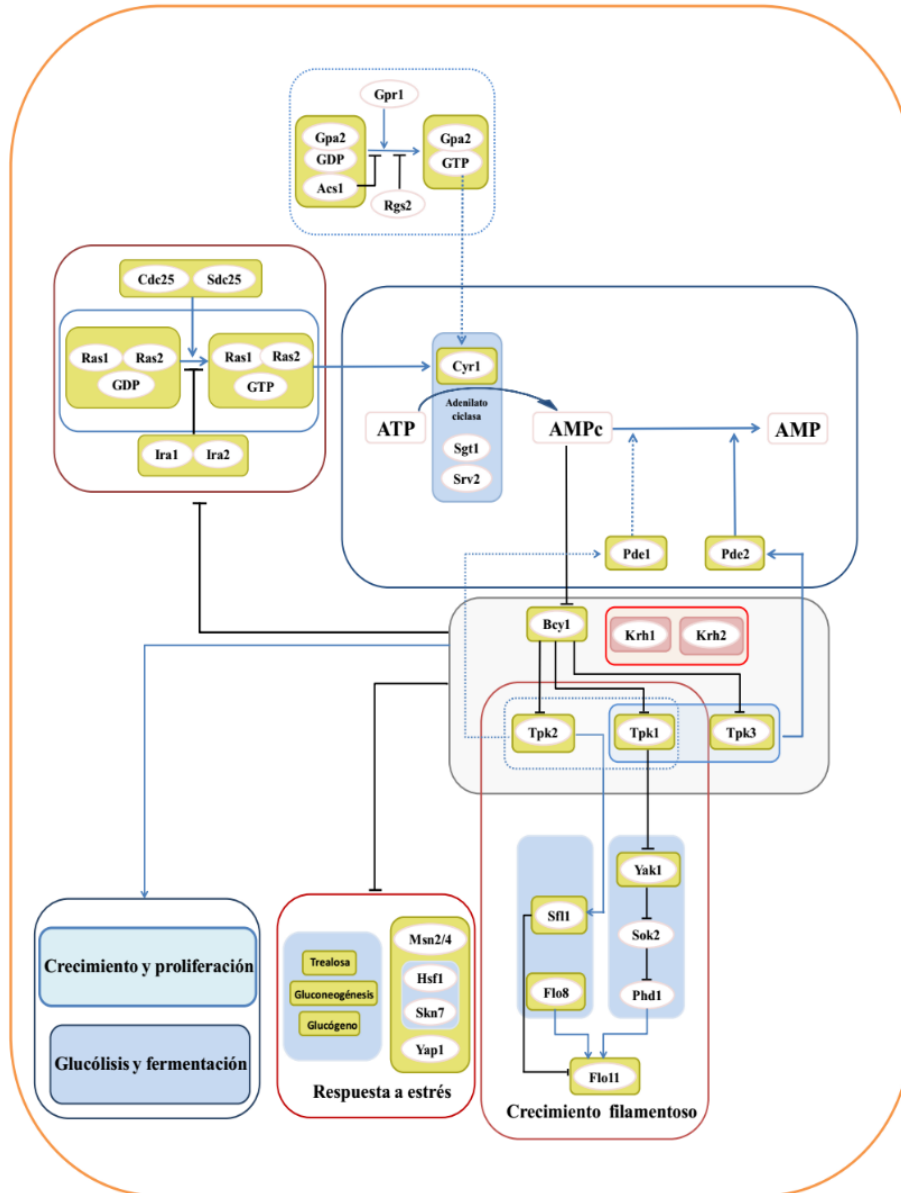 Gpr1
Gpa2
GDP
Acs1
Gpa2
GTP
Rgs2
Cdc25
Sdc25
Ras1
Ras2
GDP
Ras1
Ras2
GTP
Ira1
Ira2
Cyr1
Adenilato
ciclasa
ATP
AMPc
AMP
Sgt1
Srv2
Pde1
Pde2
Bcy1
Krh1
Krh2
Tpk2
Tpk1
Tpk3
Yak1
Sfl1
Sok2
Flo8
Phd1
Flo11
Crecimiento filamentoso
Msn2/4
Trealosa
Hsf1
Gluconeogénesis
Skn7
Glucógeno
Yap1
Respuesta a estrés
Crecimiento y proliferación
Glucólisis y fermentación